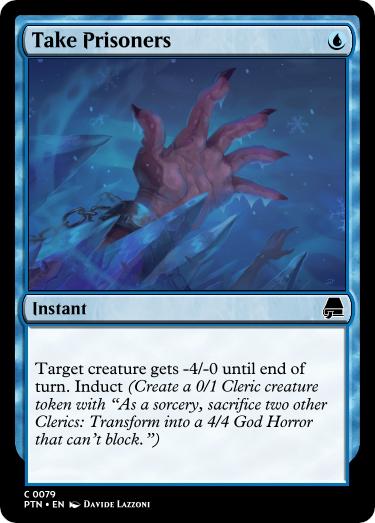 Take Prisoners
Instant
Target creature gets -4/-0 until end of
turn. Induct (Create a 0/1 Cleric creature
token with “As a sorcery, sacrifice two other
Clerics: Transform into a 4/4 God Horror
that can’t block.”)
C 0079
PTN • EN Davide Lazzoni